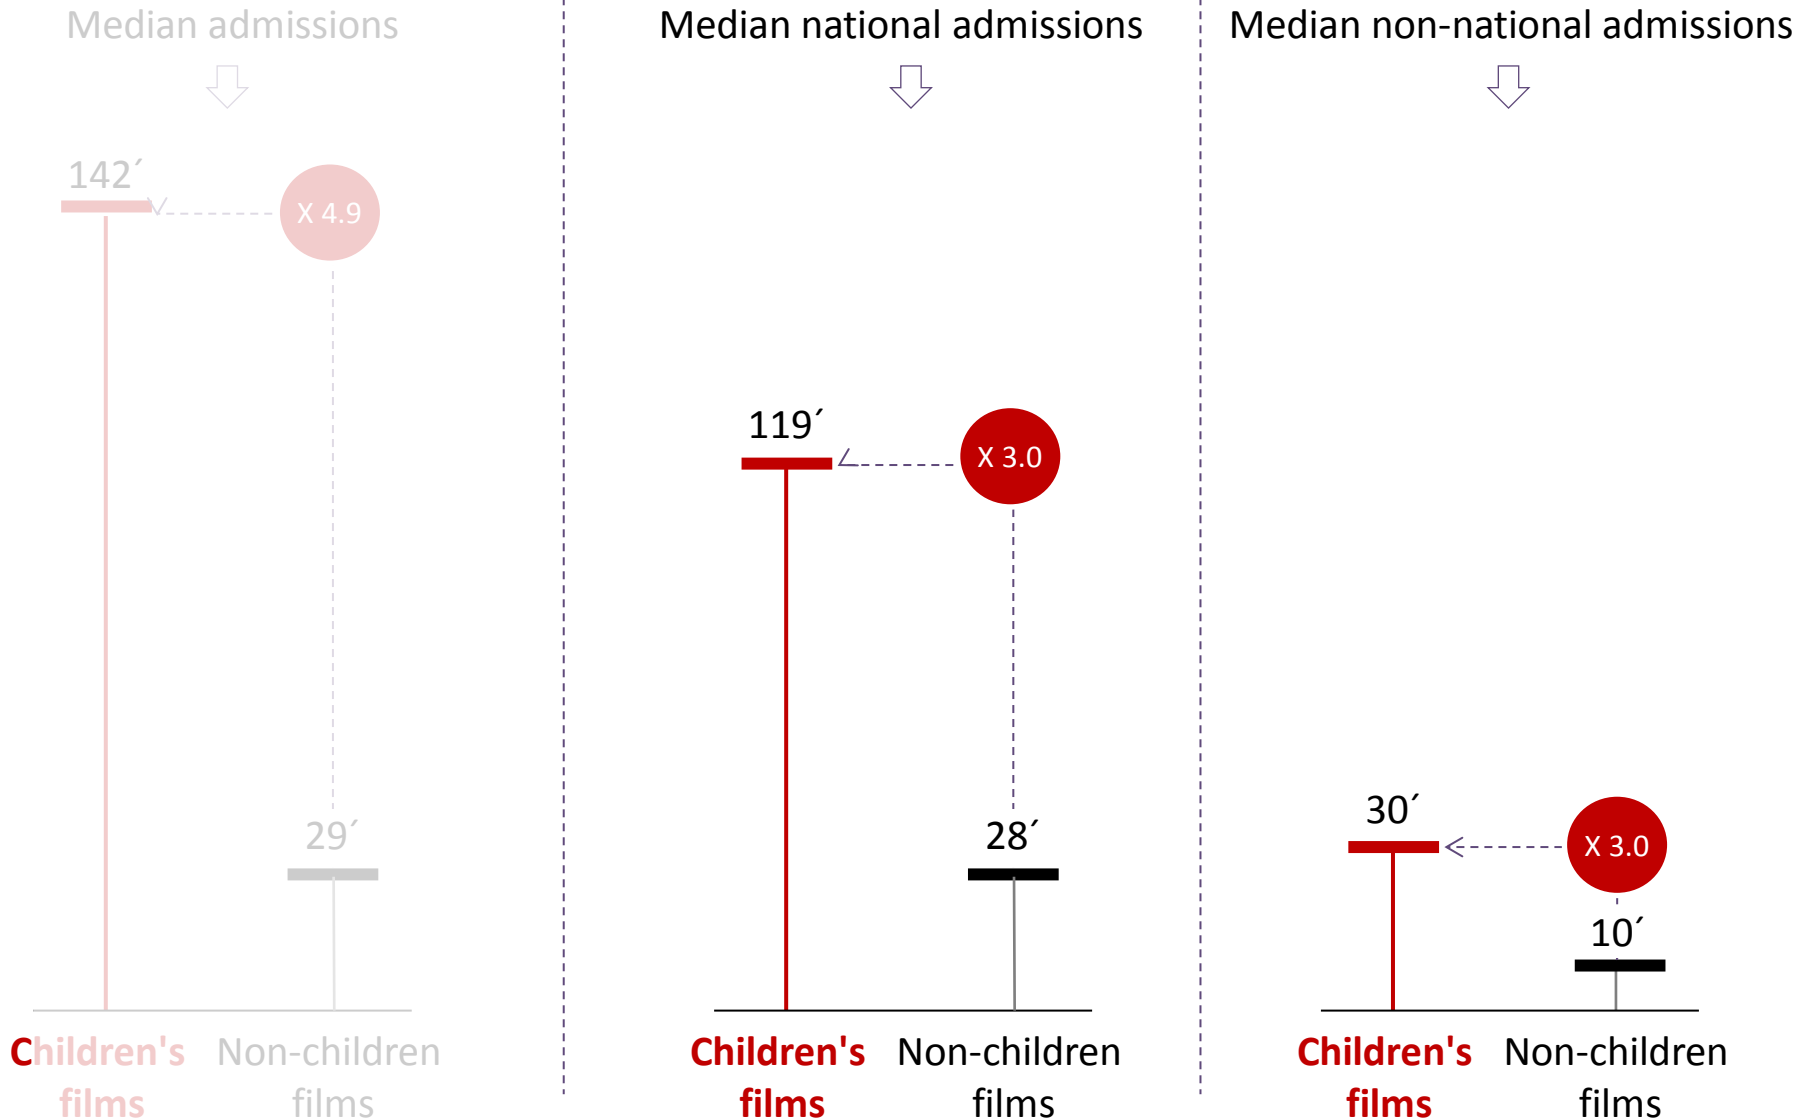 Median admissions
142´
X 4.9
29´
Children's
films
Non-children
films
Median national admissions
119´
X 3.0
28´
Children's
films
Non-children
films
Median non-national admissions
30´
X 3.0
10´
Children's
films
Non-children
films